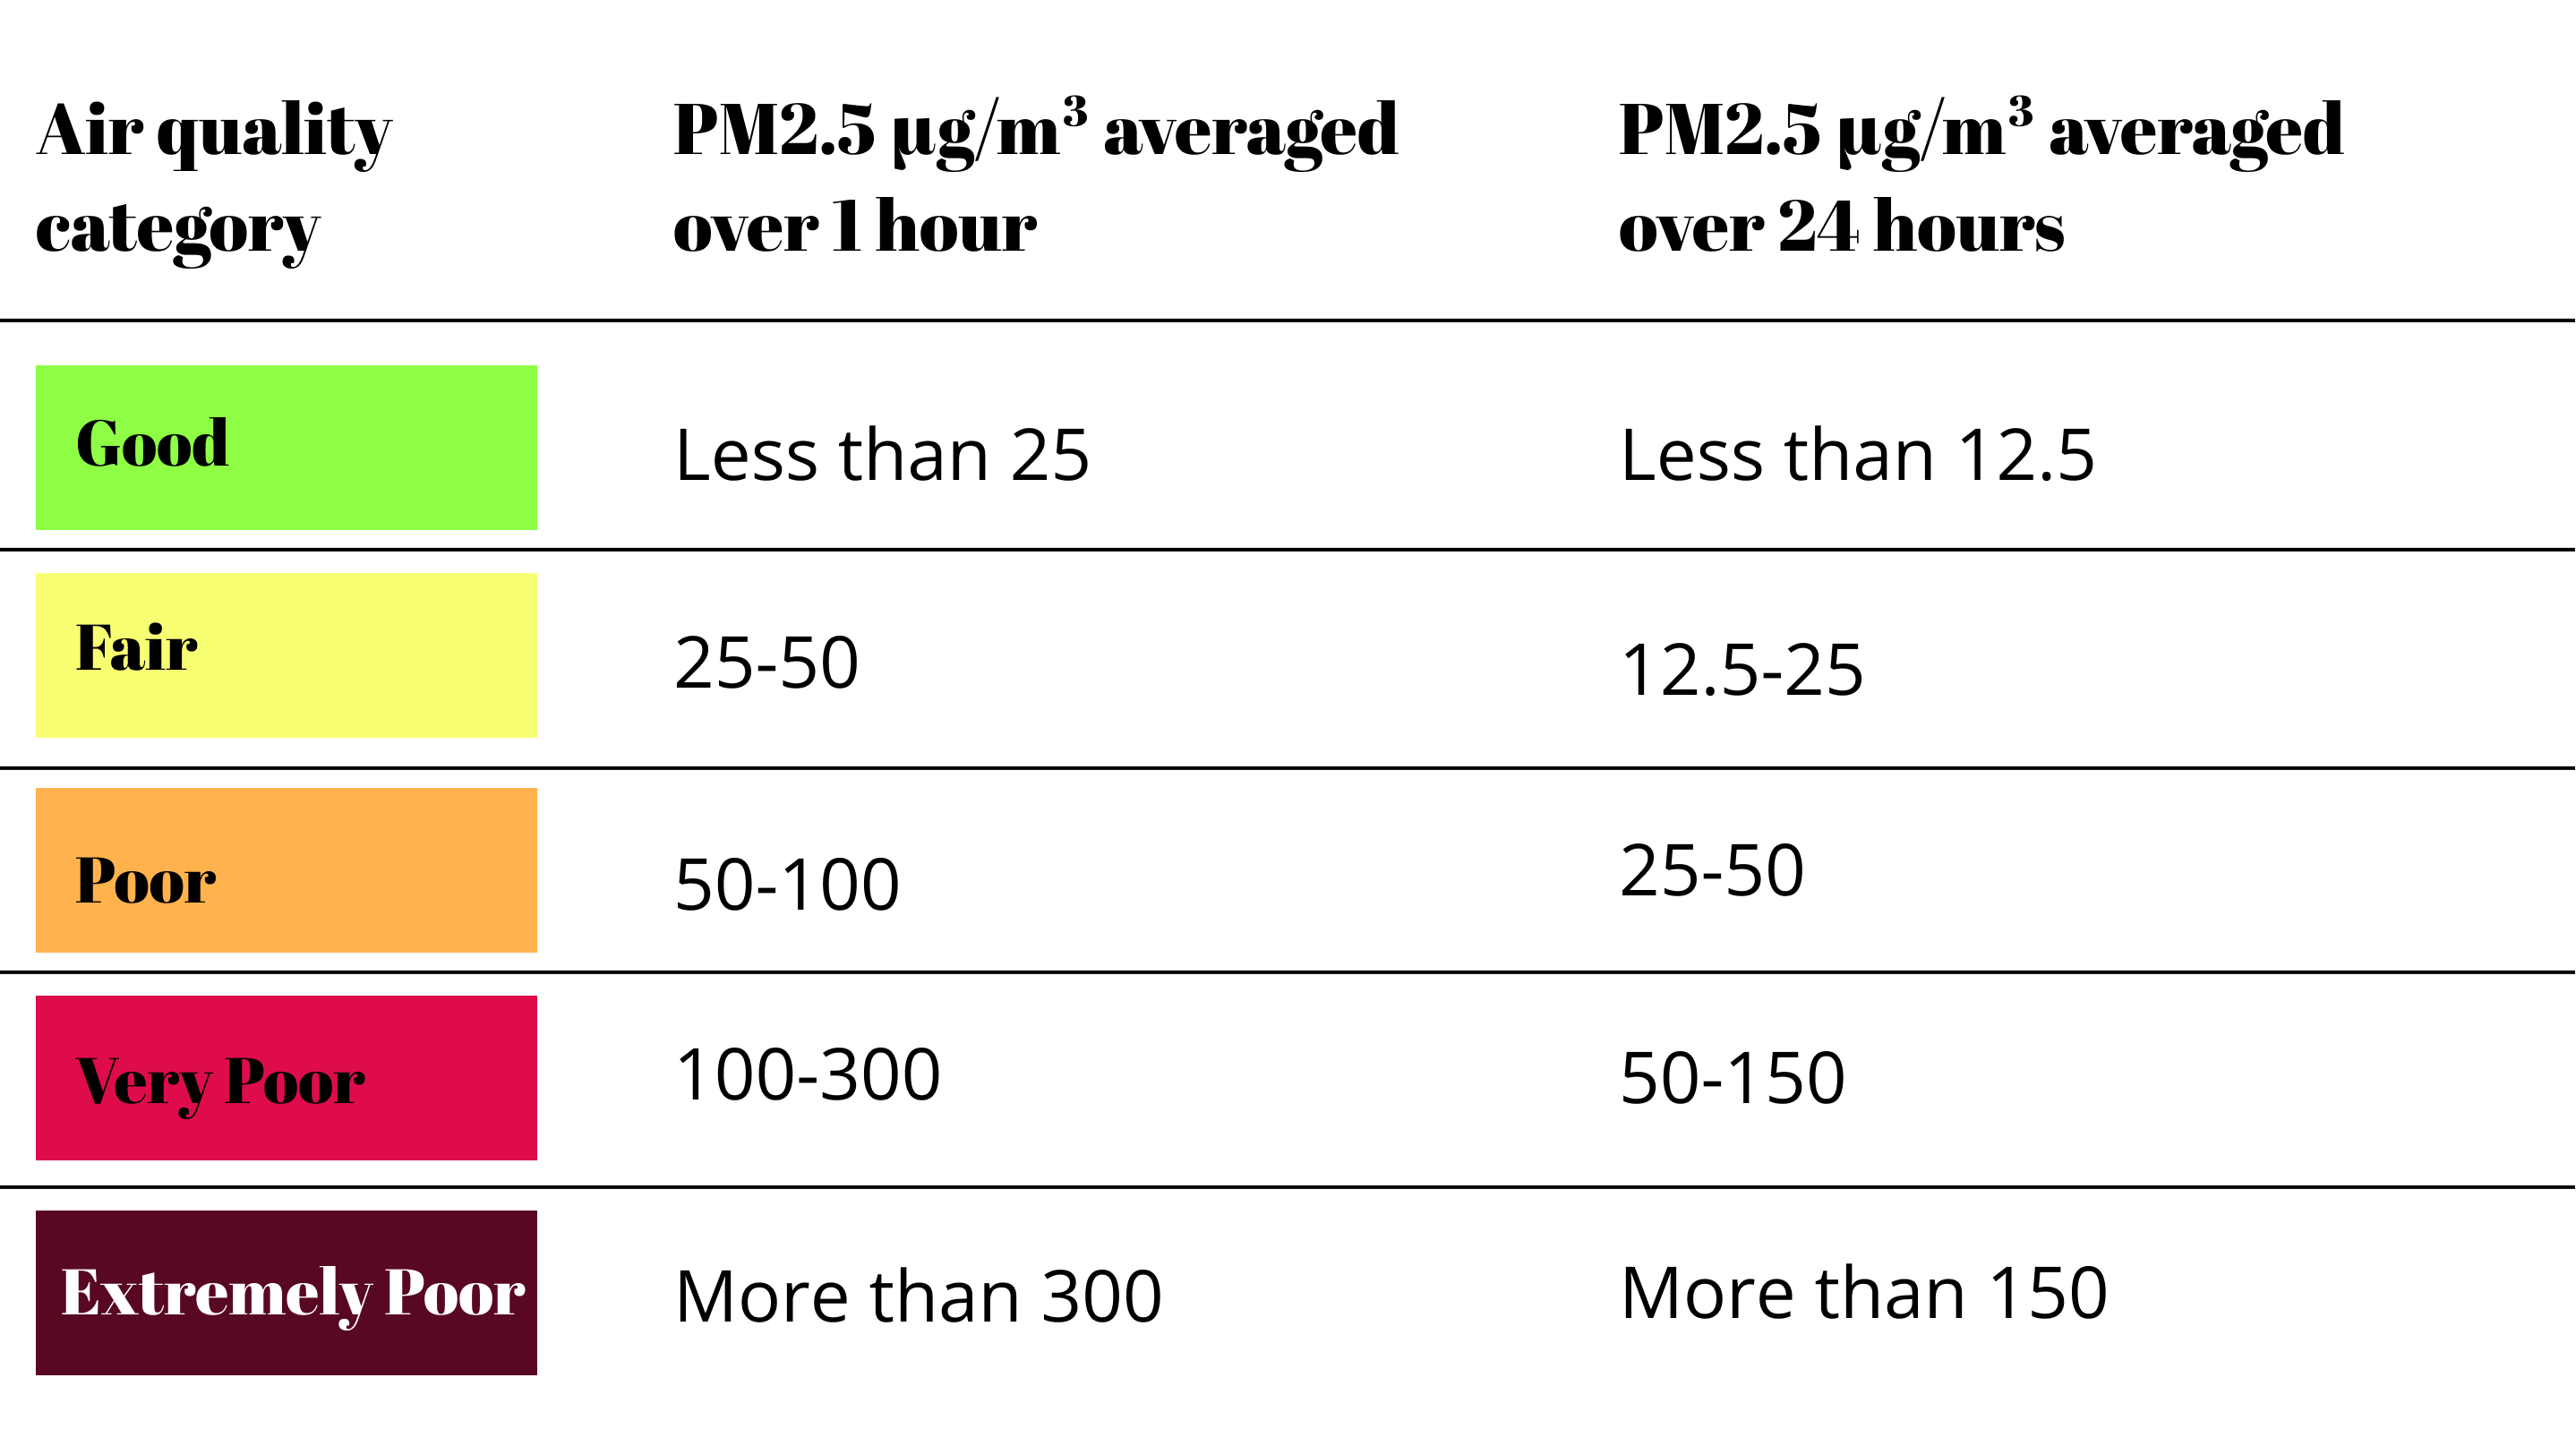 Air quality
category
PM2.5 µg/m³ averaged
over 1 hour
PM2.5 µg/m³ averaged
over 24 hours
Good
Less than 25
Less than 12.5
Fair
25-50
12.5-25
Poor
50-100
25-50
Very Poor
100-300
50-150
Extremely Poor
More than 300
More than 150